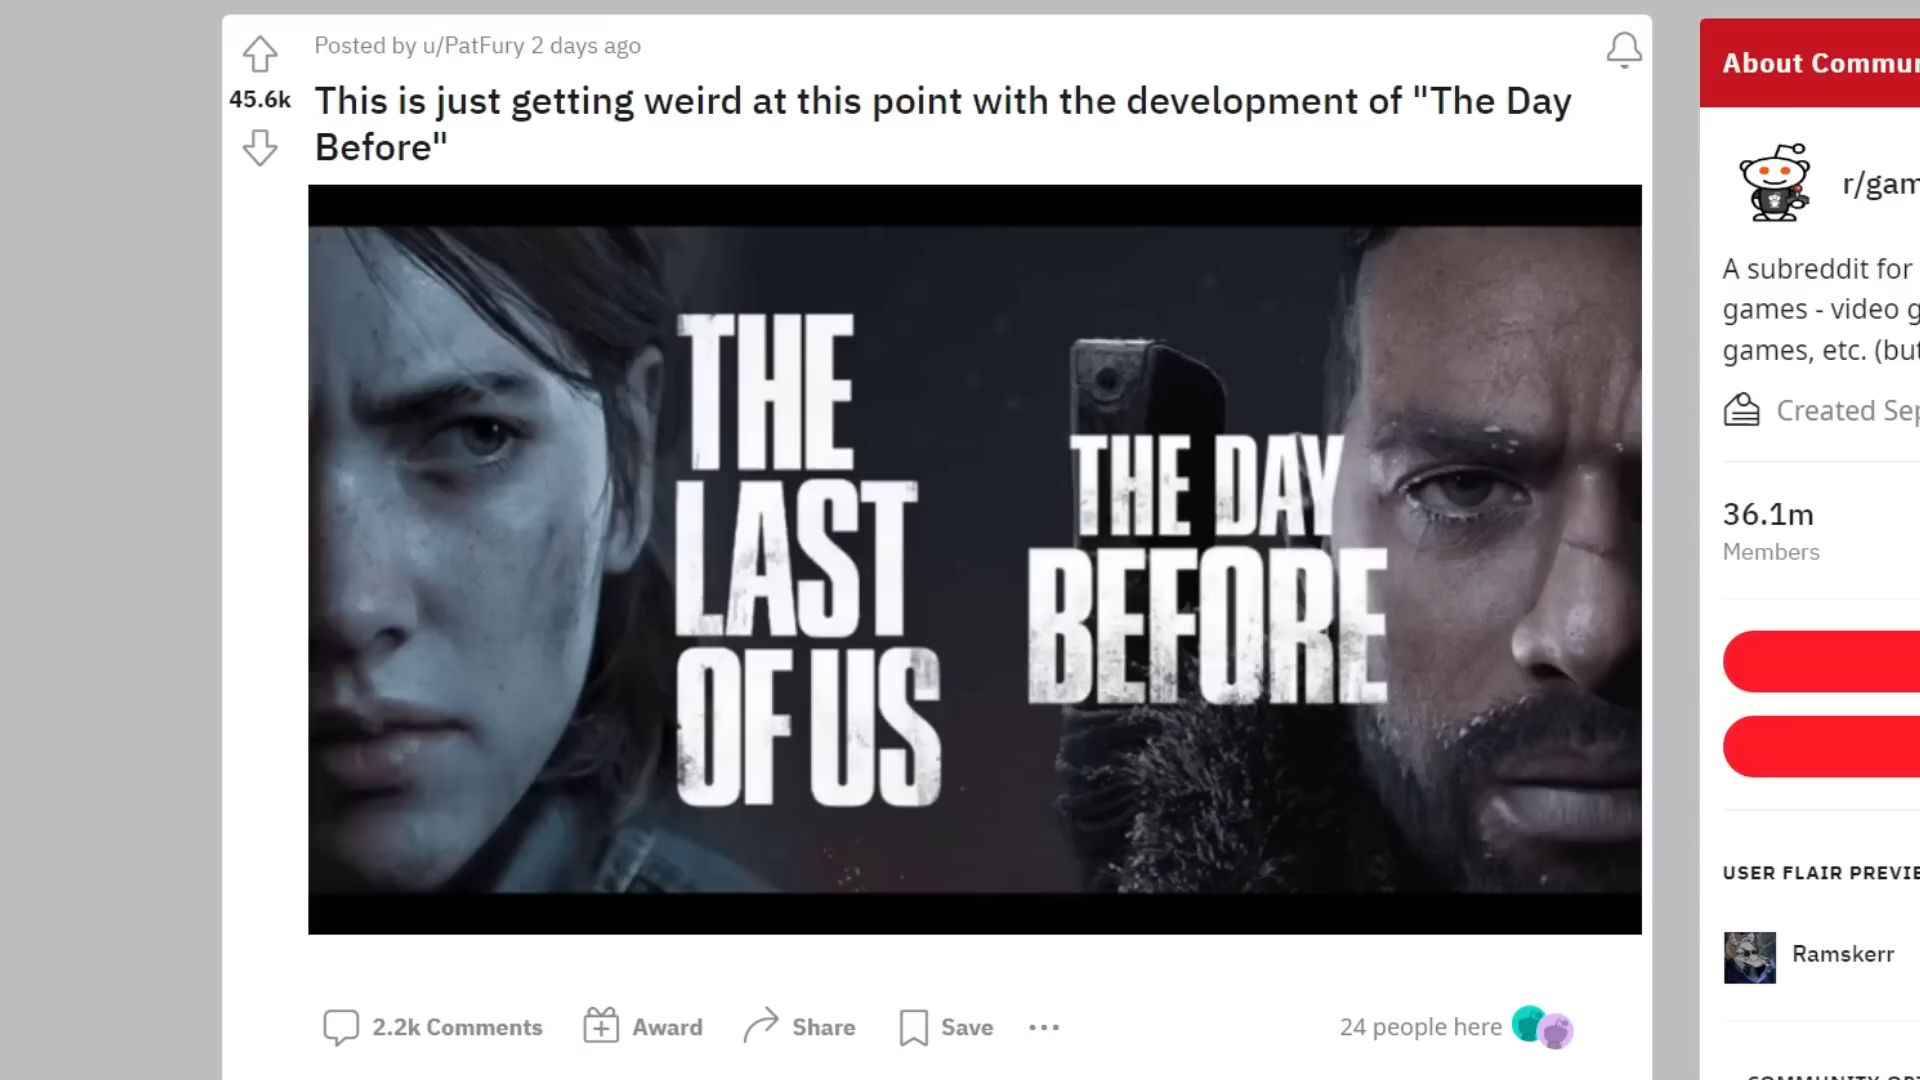 Posted by u/PatFury 2 days ago
45.6k
This is just getting weird at this point with the development of "The Day
Before"
THE
LAST
OF US
THE DAY
BEFORE
2.2k Comments
Award
Share
Save
24 people here
About Commun
r/gam
A subreddit for
games - video g
games, etc. (but
Created Sep
36.1m
Members
USER FLAIR PREVIE
Ramskerr